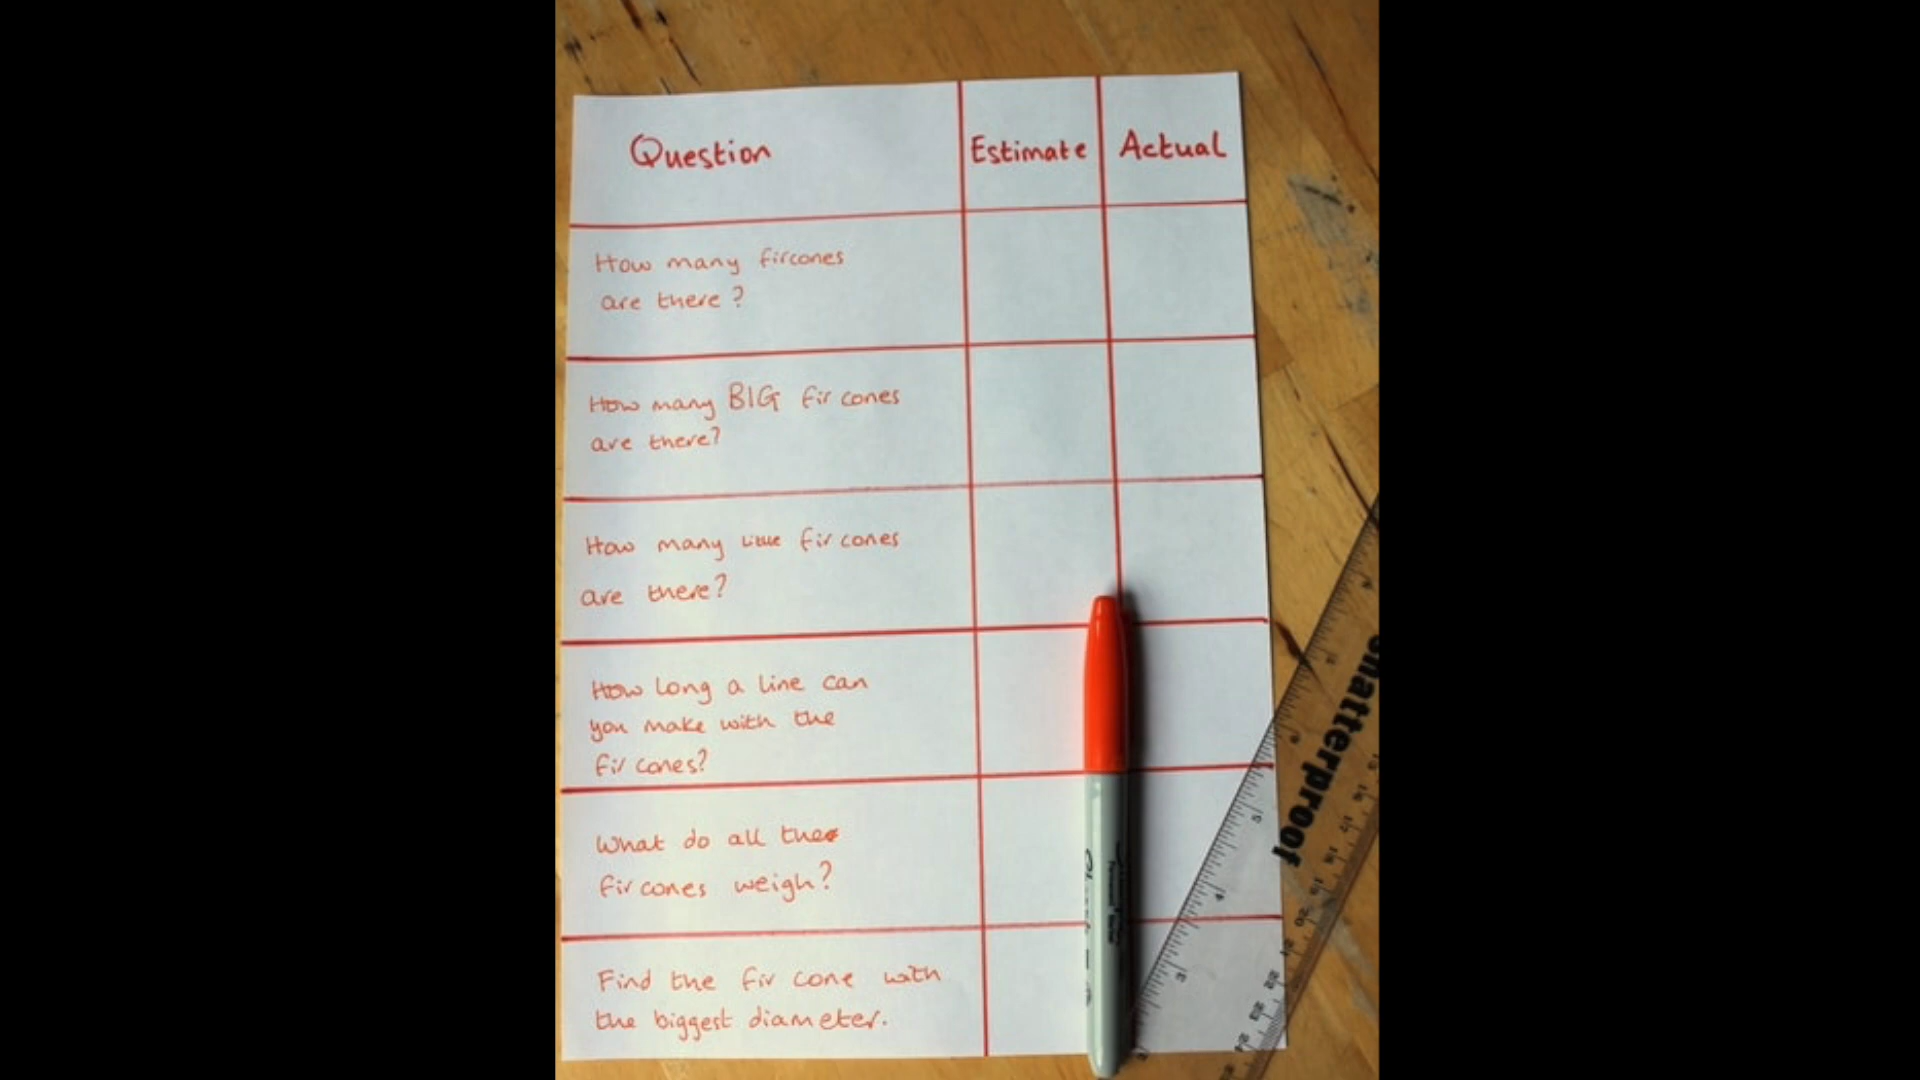 Question Estimate Actual
How many fircones
are there?
How many BIG fir cones
are there?
How many little fir cones
are there?
How long a line can
you make with the
fir cones?
What do all the
fir cones weigh?
Find the fir cone with
the biggest diameter.
shatterproof